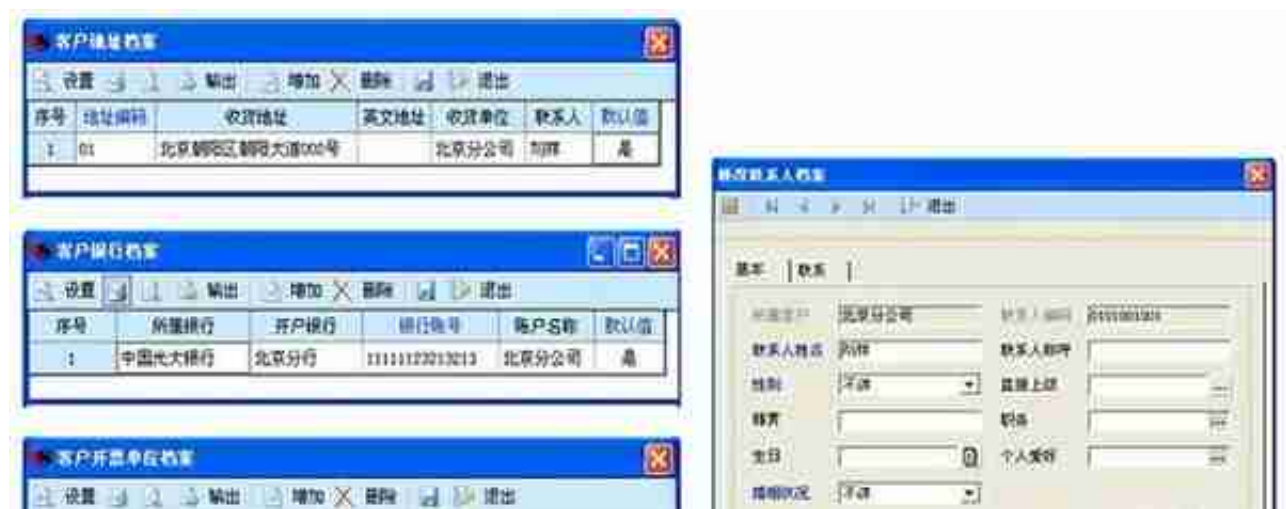 客户地址档案
设置 输出 增加 删除 退出
序号 地址编码 收货地址 英文地址 收货单位 联系人 默认值
1 01 北京朝阳区朝阳大道000号 北京分公司 刘辉 是
客户银行档案
设置 输出 增加 删除 退出
序号 所属银行 开户银行 银行账号 账户名称 默认值
1 中国光大银行 北京分行 北京分公司 是
客户开票单位档案
设置 输出 增加 删除 退出
修改联系人档案
退出
基本 联系
所属客户 北京分公司 联系人编码
联系人姓名 刘辉 联系人称呼
性别 不详 直接上级
籍贯 职务
生日 个人爱好
婚姻状况 不详